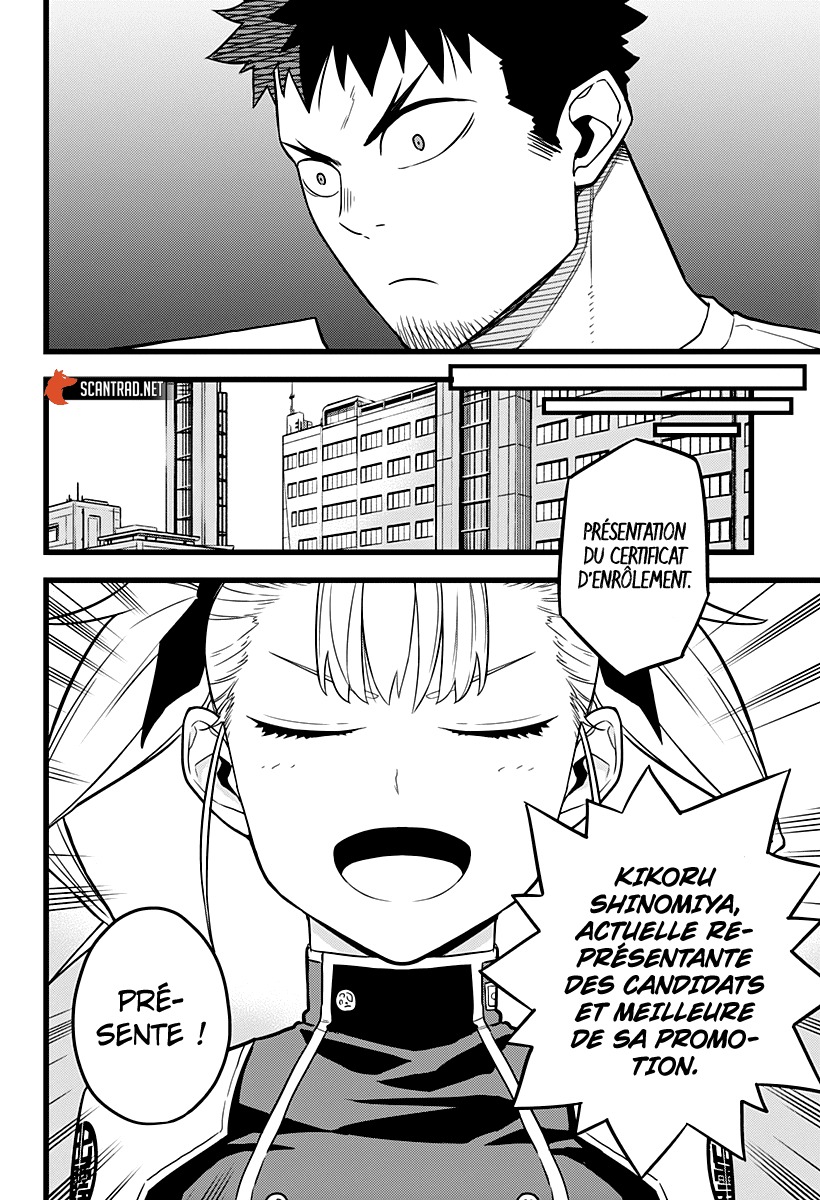 SCANTRAD.NET
PRÉSENTATION
DU CERTIFICAT
D'ENRÔLEMENT.
KIKORU
SHINOMIYA,
ACTUELLE RE-
PRÉSENTANTE
DES CANDIDATS
ET MEILLEURE
DE SA PROMO-
TION.
PRÉ-
SENTE !